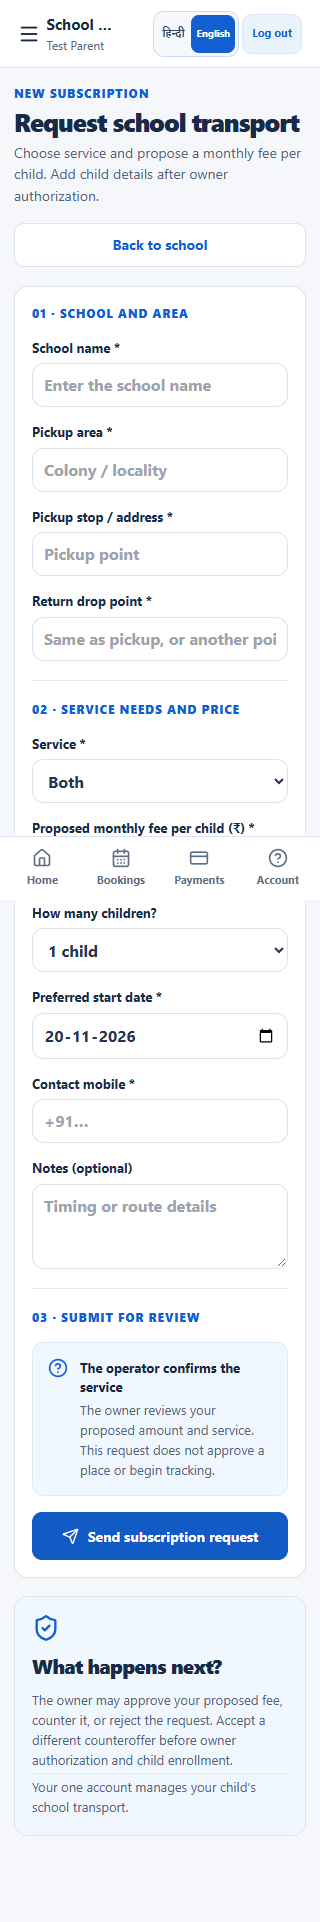 School ...
Test Parent
हिन्दी
English
Log out
NEW SUBSCRIPTION
Request school transport
Choose service and propose a monthly fee per
child. Add child details after owner
authorization.
Back to school
01 · SCHOOL AND AREA
School name *
Enter the school name
Pickup area *
Colony / locality
Pickup stop / address *
Pickup point
Return drop point *
Same as pickup, or another poi
02 · SERVICE NEEDS AND PRICE
Service *
Both
Proposed monthly fee per child (₹) *
Home
Bookings
Payments
Account
How many children?
1 child
Preferred start date *
20-11-2026
Contact mobile *
+91...
Notes (optional)
Timing or route details
03 · SUBMIT FOR REVIEW
The operator confirms the
service
The owner reviews your
proposed amount and service.
This request does not approve a
place or begin tracking.
Send subscription request
What happens next?
The owner may approve your proposed fee,
counter it, or reject the request. Accept a
different counteroffer before owner
authorization and child enrollment.
Your one account manages your child's
school transport.